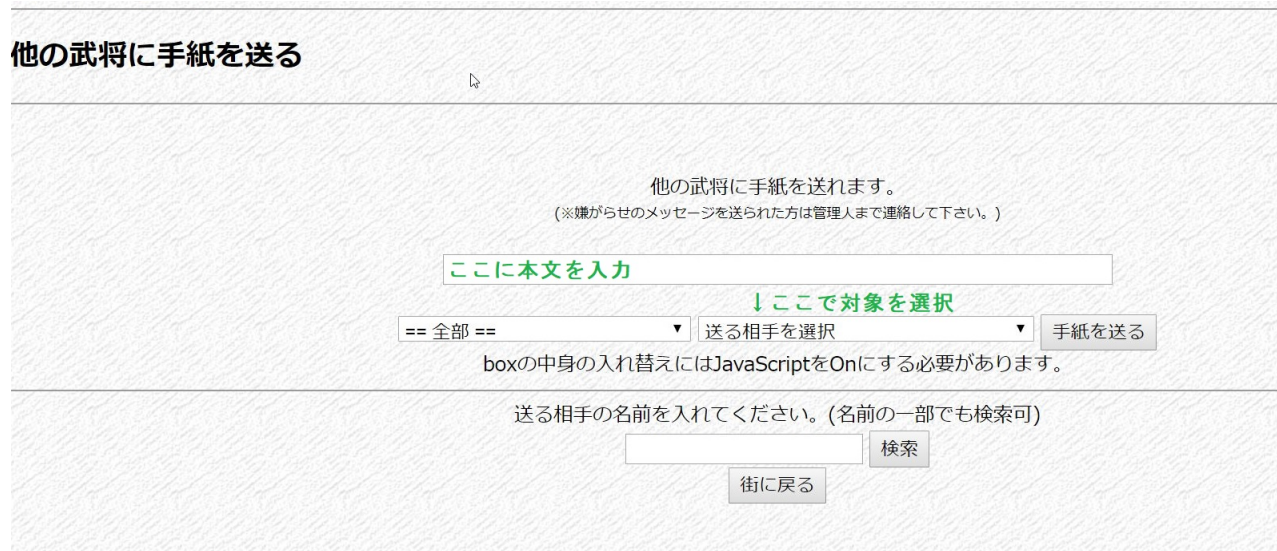 他の武将に手紙を送る
他の武将に手紙を送れます。
(※嫌がらせのメッセージを送られた方は管理人まで連絡して下さい。)
ここに本文を入力
↓ここで対象を選択
== 全部 == 送る相手を選択 手紙を送る
boxの中身の入れ替えにはJavaScriptをOnにする必要があります。
送る相手の名前を入れてください。(名前の一部でも検索可)
検索
街に戻る